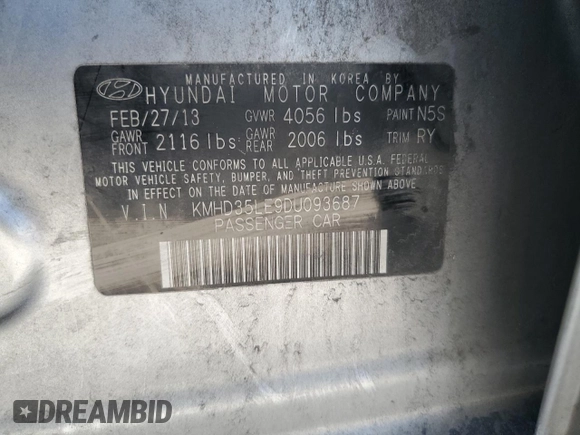 MANUFACTURED IN KOREA BY
HYUNDAI MOTOR COMPANY
FEB/27/13 GVWR 4056 lbs PAINT N5S
GAWR FRONT 2116 lbs GAWR REAR 2006 lbs TRIM RY
THIS VEHICLE CONFORMS TO ALL APPLICABLE U.S.A. FEDERAL
MOTOR VEHICLE SAFETY, BUMPER, AND THEFT PREVENTION STANDARDS
IN EFFECT ON THE DATE OF MANUFACTURE SHOWN ABOVE.
V.I.N KMHD35LE9DU093687
PASSENGER CAR
DREAMBID